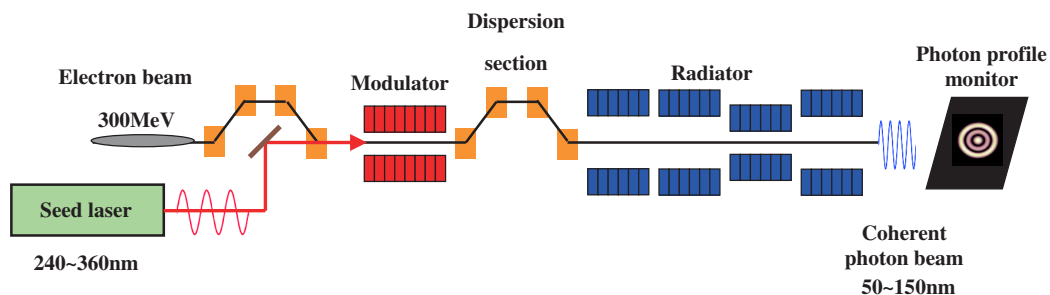 Dispersion
section
Electron beam
300MeV
Modulator
Radiator
Photon profile
monitor
Seed laser
240~360nm
Coherent
photon beam
50~150nm